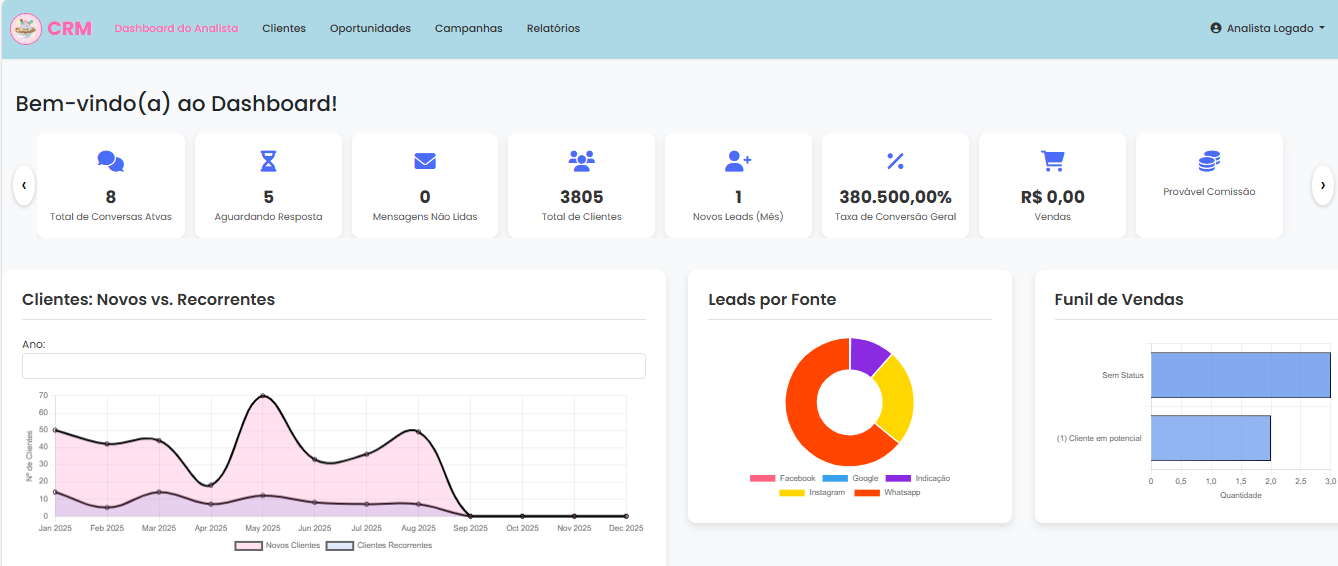 CRM Dashboard do Analista Clientes Oportunidades Campanhas Relatórios Analista Logado
Bem-vindo(a) ao Dashboard!
‹
8
Total de Conversas Atvas
5
Aguardando Resposta
0
Mensagens Não Lidas
3805
Total de Clientes
1
Novos Leads (Mês)
380.500,00%
Taxa de Conversão Geral
R$ 0,00
Vendas
Provável Comissão
›
Clientes: Novos vs. Recorrentes
Ano:
Nº de Clientes
70
60
50
40
30
20
10
0
Jan 2025 Feb 2025 Mar 2025 Apr 2025 May 2025 Jun 2025 Jul 2025 Aug 2025 Sep 2025 Oct 2025 Nov 2025 Dec 2025
Novos Clientes Clientes Recorrentes
Leads por Fonte
Facebook Google Indicação
Instagram Whatsapp
Funil de Vendas
Sem Status
(1) Cliente em potencial
0 0,5 1,0 1,5 2,0 2,5 3,0
Quantidade